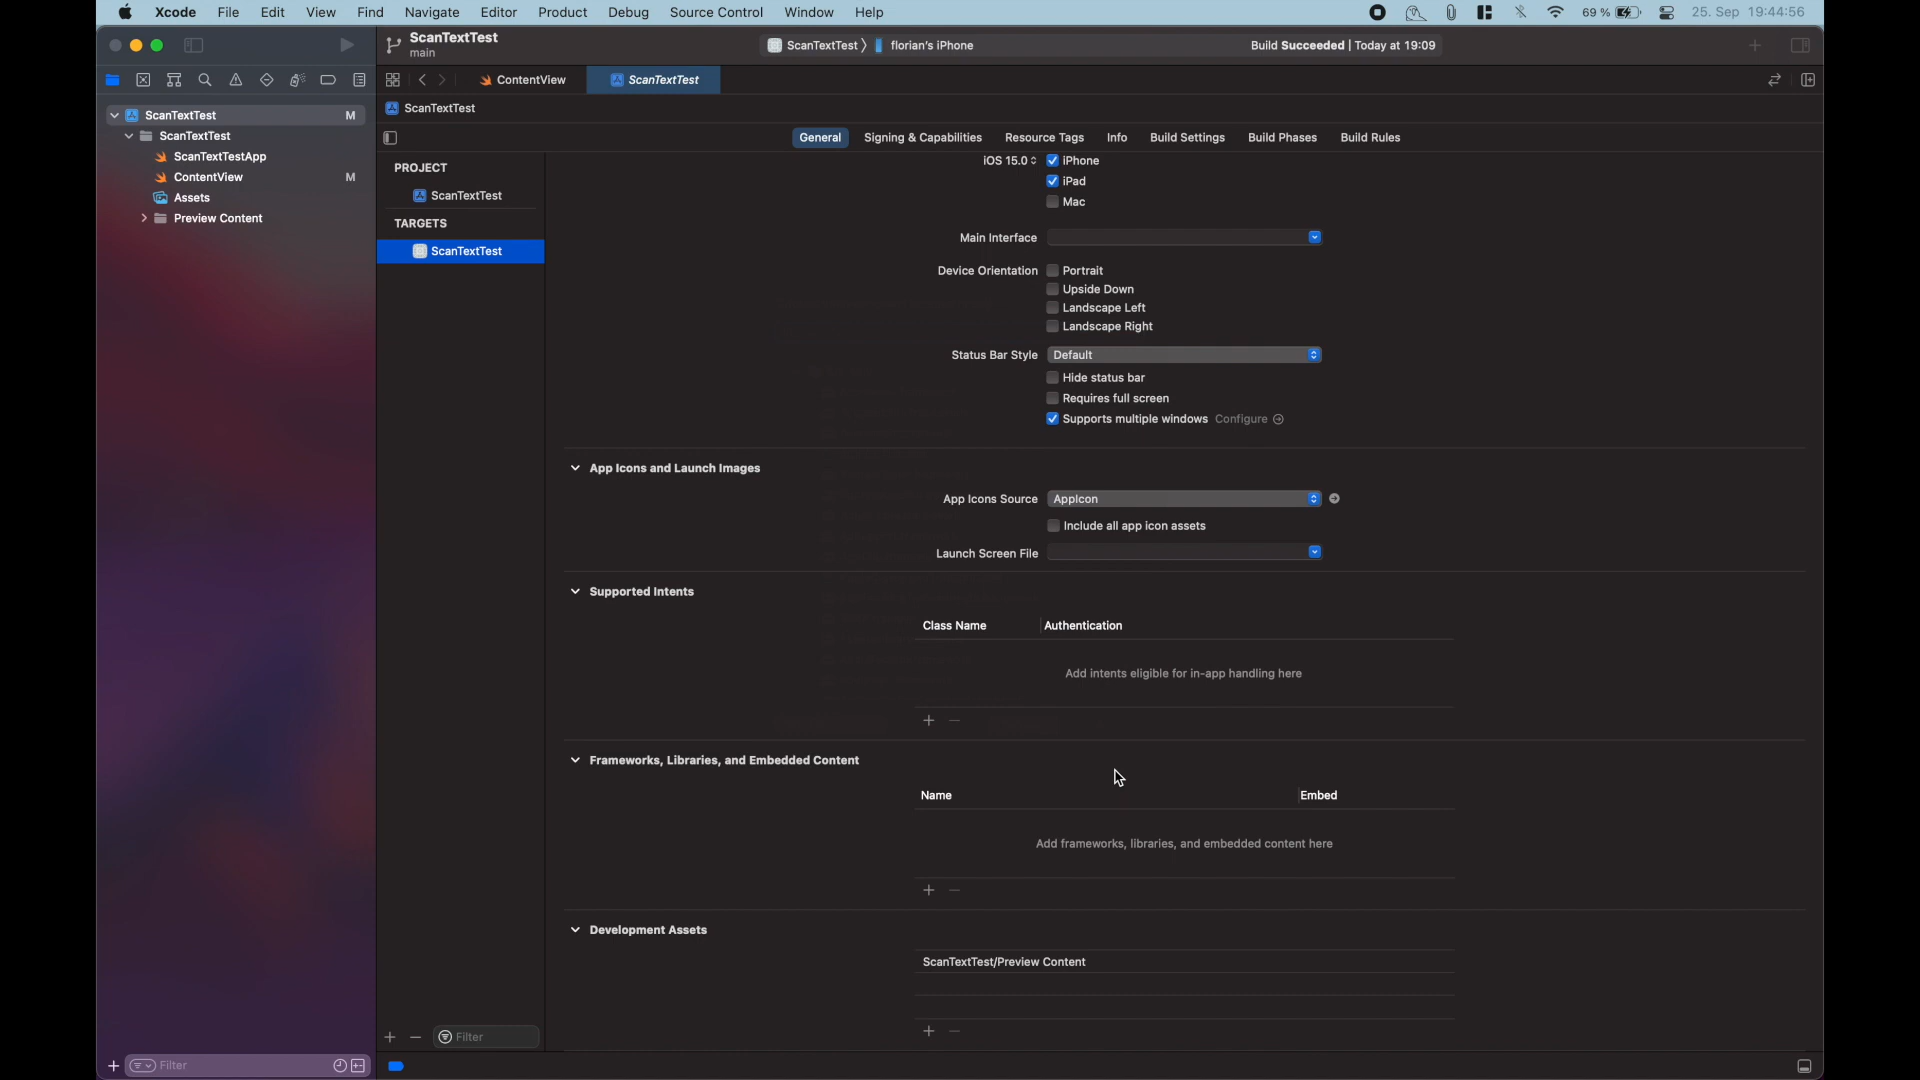 Xcode File Edit View Find Navigate Editor Product Debug Source Control Window Help 69 % 25. Sep 19:44:56
ScanTextTest
main
ScanTextTest florian's iPhone Build Succeeded | Today at 19:09
ContentView ScanTextTest
ScanTextTest
General Signing & Capabilities Resource Tags Info Build Settings Build Phases Build Rules
ScanTextTest M
ScanTextTest
ScanTextTestApp
ContentView M
Assets
Preview Content
Filter
PROJECT
ScanTextTest
TARGETS
ScanTextTest
Filter
iOS 15.0 iPhone
iPad
Mac
Main Interface
Device Orientation Portrait
Upside Down
Landscape Left
Landscape Right
Status Bar Style Default
Hide status bar
Requires full screen
Supports multiple windows Configure
App Icons and Launch Images
App Icons Source AppIcon
Include all app icon assets
Launch Screen File
Supported Intents
Class Name Authentication
Add intents eligible for in-app handling here
Frameworks, Libraries, and Embedded Content
Name Embed
Add frameworks, libraries, and embedded content here
Development Assets
ScanTextTest/Preview Content